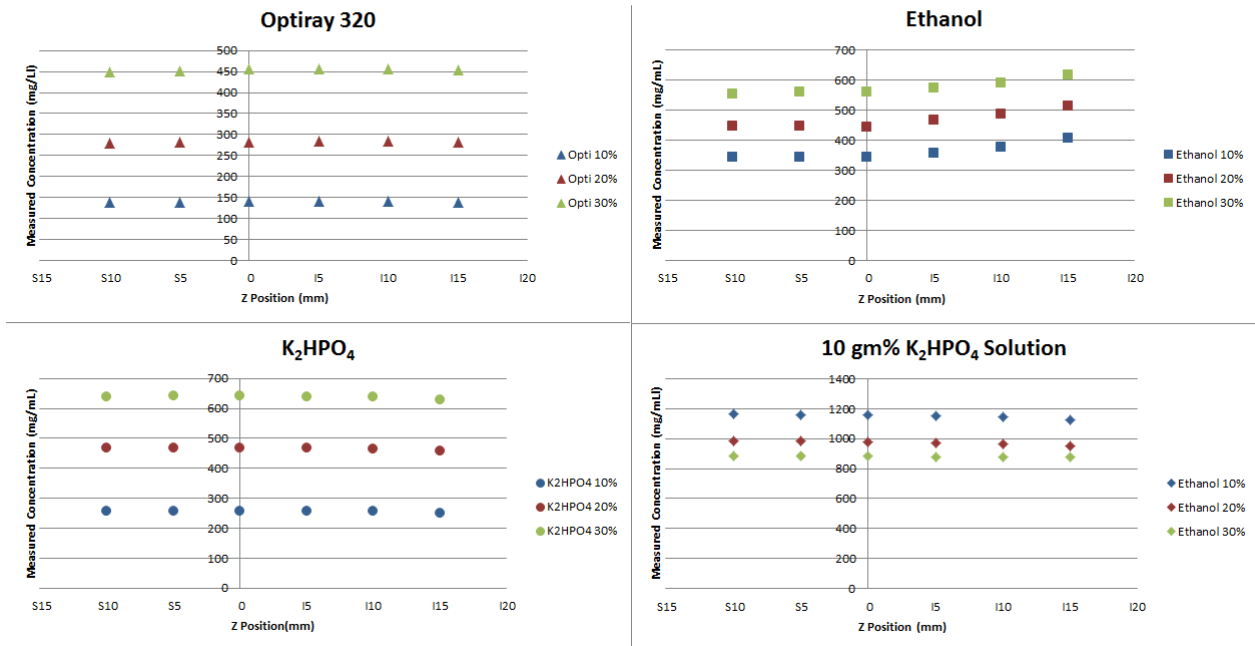 Optiray 320
Measured Concentration (mg/Ll)
500
450
400
350
300
250
200
150
100
50
0
S15 S10 S5 0 I5 I10 I15 I20
Z Position (mm)
Opti 10%
Opti 20%
Opti 30%
Ethanol
Measured Concentration (mg/mL)
700
600
500
400
300
200
100
0
S15 S10 S5 0 I5 I10 I15 I20
Z Position (mm)
Ethanol 10%
Ethanol 20%
Ethanol 30%
K₂HPO₄
Measured Concentration (mg/mL)
700
600
500
400
300
200
100
0
S15 S10 S5 0 I5 I10 I15 I20
Z Position(mm)
K2HPO4 10%
K2HPO4 20%
K2HPO4 30%
10 gm% K₂HPO₄ Solution
Measured Concentration (mg/mLl)
1400
1200
1000
800
600
400
200
0
S15 S10 S5 0 I5 I10 I15 I20
Z Position (mm)
Ethanol 10%
Ethanol 20%
Ethanol 30%